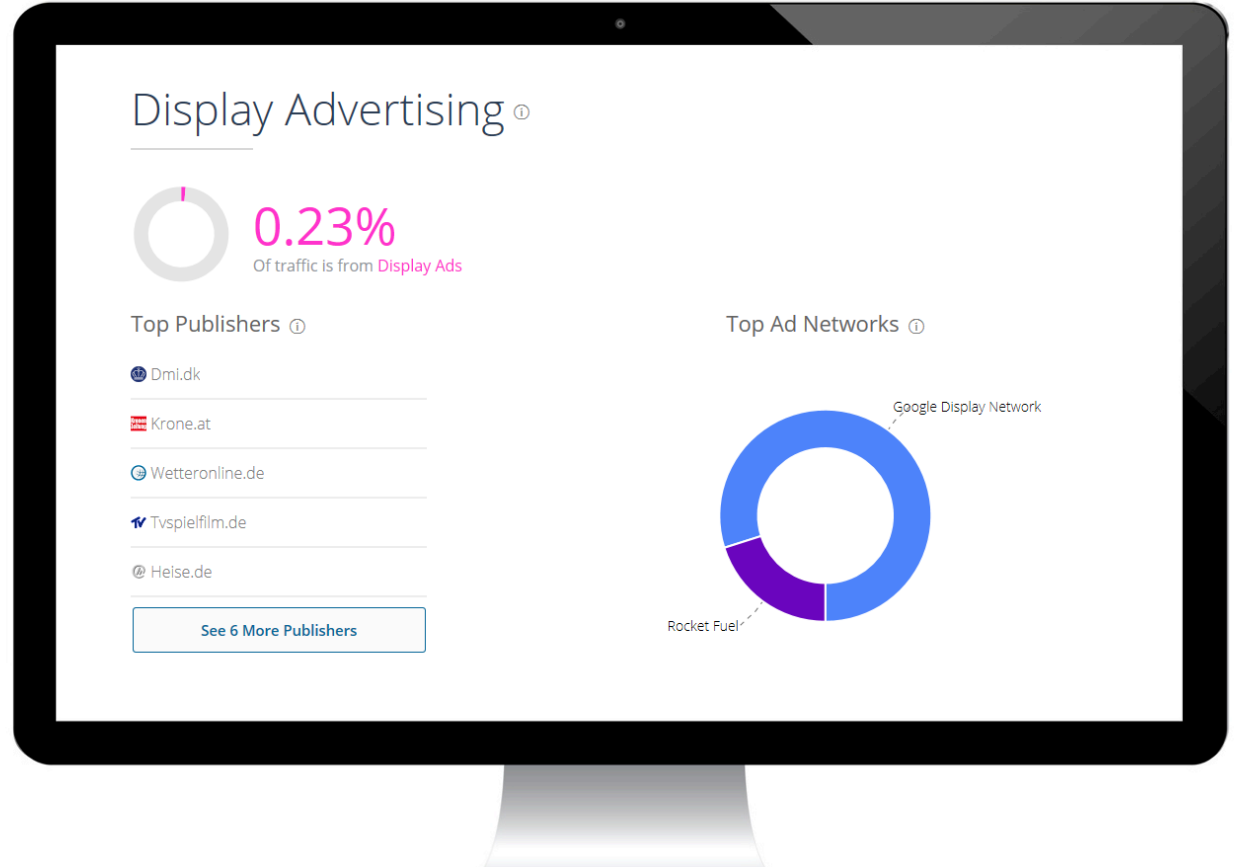 Display Advertising
0.23%
Of traffic is from Display Ads
Top Publishers
Dmi.dk
Krone.at
Wetteronline.de
Tvspielfilm.de
Heise.de
See 6 More Publishers
Top Ad Networks
Google Display Network
Rocket Fuel